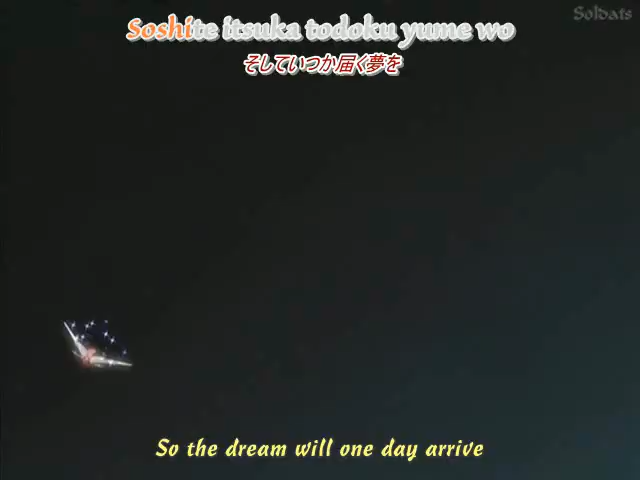 Soldats
Soshite itsuka todoku yume wo
そしていつか届く夢を
So the dream will one day arrive